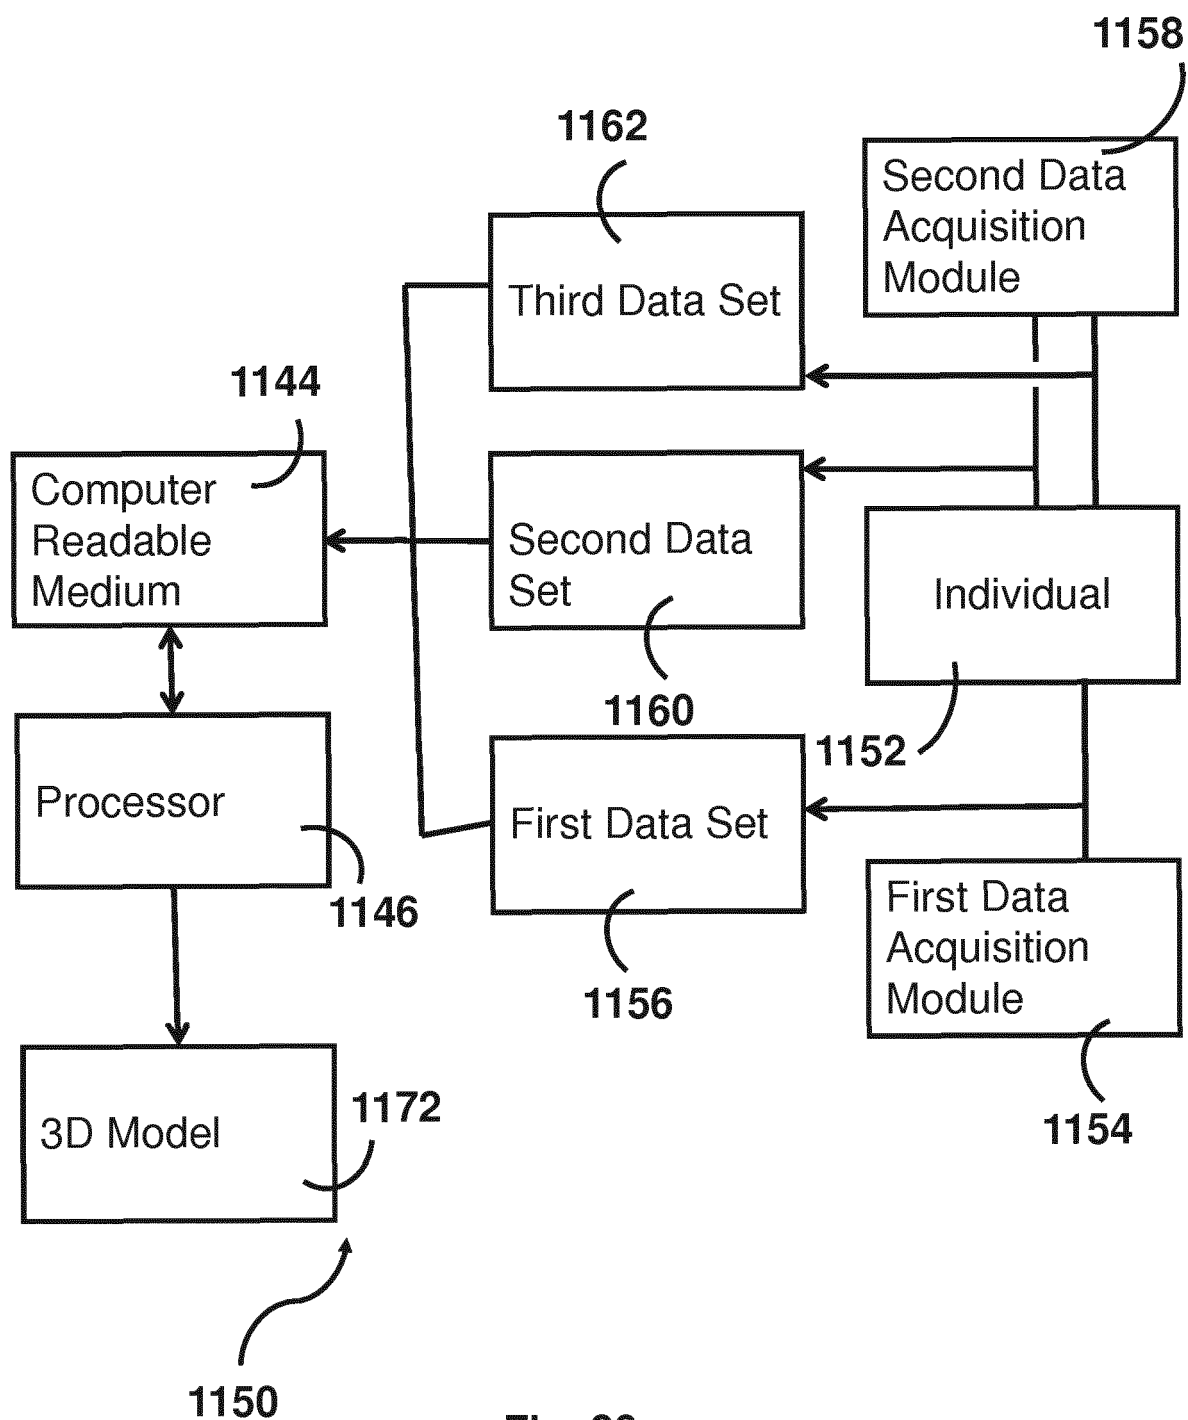 1158
1162
Second Data
Acquisition
Module
Third Data Set
1144
Computer
Readable
Medium
Second Data
Set
Individual
1160
1152
Processor
First Data Set
1146
First Data
Acquisition
Module
1156
1172
3D Model
1154
1150